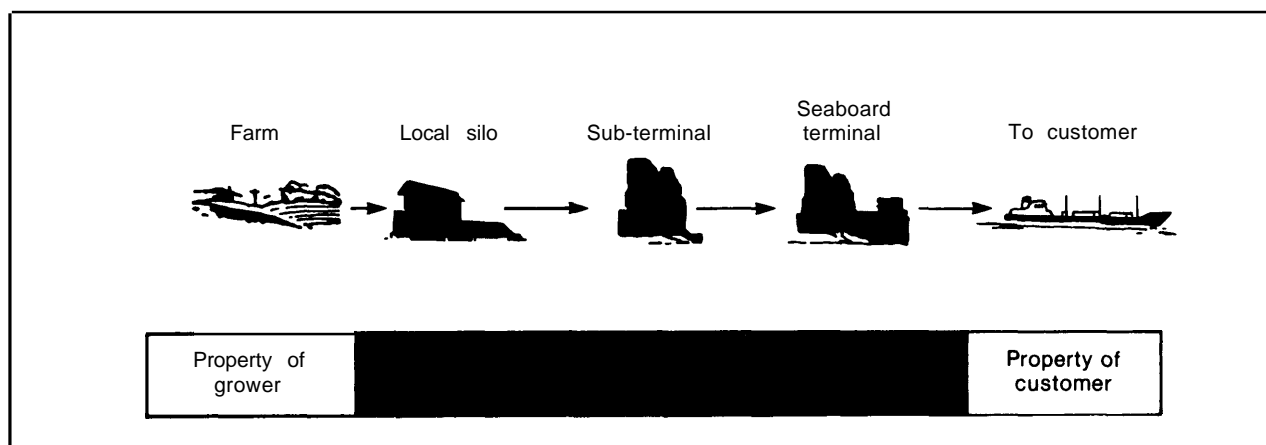 Farm
Local silo
Sub-terminal
Seaboard
terminal
To customer
Property of
grower
Property of
customer